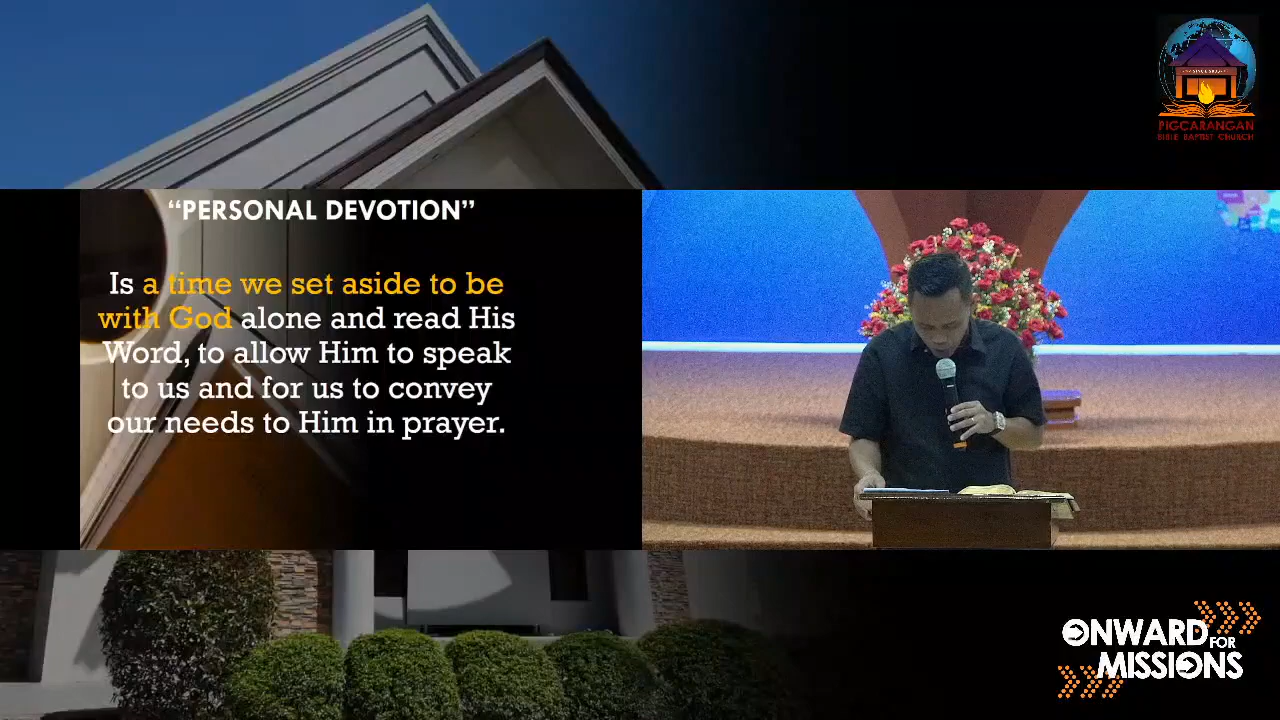 “PERSONAL DEVOTION”
Is a time we set aside to be
with God alone and read His
Word, to allow Him to speak
to us and for us to convey
our needs to Him in prayer.
PIGCARANGAN
BIBLE BAPTIST CHURCH
ONWARD
FOR
MISSIONS